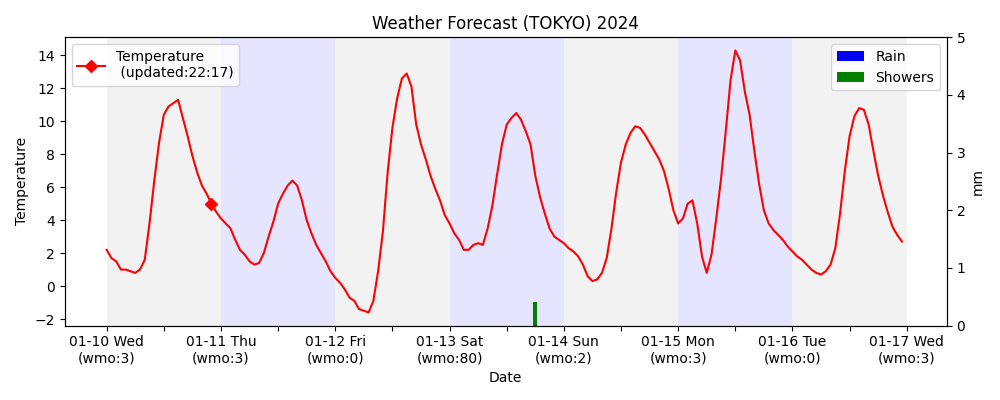 Weather Forecast (TOKYO) 2024
Temperature
(updated:22:17)
Rain
Showers
Temperature
14
12
10
8
6
4
2
0
−2
5
4
3
2
1
0
mm
01-10 Wed
(wmo:3)
01-11 Thu
(wmo:3)
01-12 Fri
(wmo:0)
01-13 Sat
(wmo:80)
01-14 Sun
(wmo:2)
01-15 Mon
(wmo:3)
01-16 Tue
(wmo:0)
01-17 Wed
(wmo:3)
Date